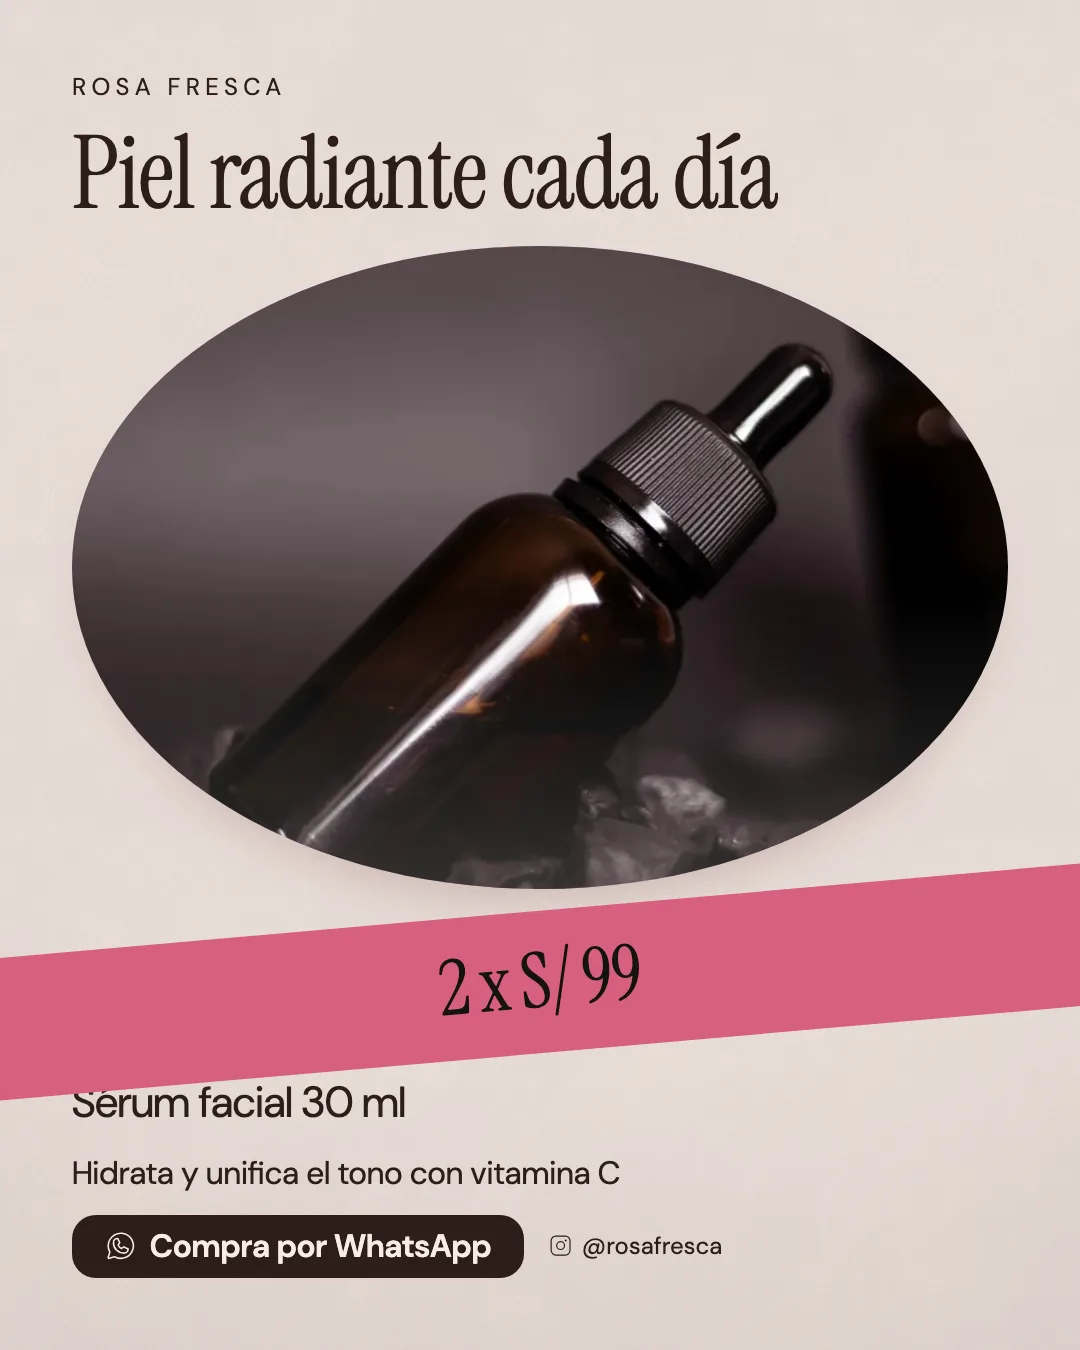 ROSA FRESCA
Piel radiante cada día
2 x S/ 99
Sérum facial 30 ml
Hidrata y unifica el tono con vitamina C
Compra por WhatsApp
@rosafresca